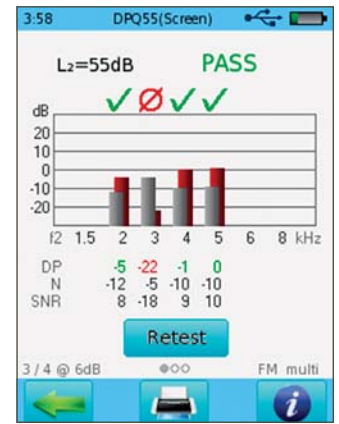 3:58 DPQ55(Screen)
L₂=55dB PASS
dB
20
10
0
-10
-20
f2 1.5 2 3 4 5 6 8 kHz
DP -5 -22 -1 0
N -12 -5 -10 -10
SNR 8 -18 9 10
Retest
3 / 4 @ 6dB FM multi
i